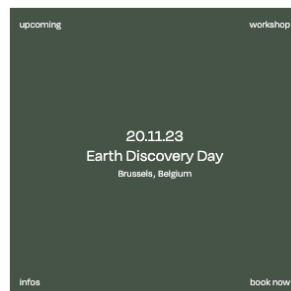 upcoming
workshop
20.11.23
Earth Discovery Day
Brussels, Belgium
infos
book now